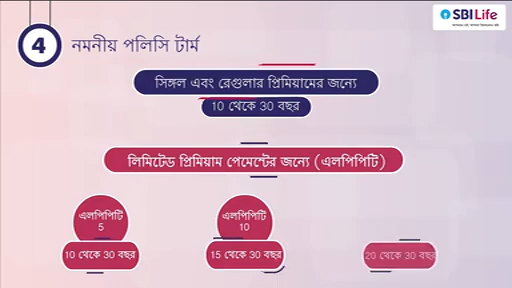 SBI Life
4 নমনীয় পলিসি টার্ম
সিঙ্গল এবং রেগুলার প্রিমিয়ামের জন্যে
10 থেকে 30 বছর
লিমিটেড প্রিমিয়াম পেমেন্টের জন্যে (এলপিপিটি)
এলপিপিটি
5
10 থেকে 30 বছর
এলপিপিটি
10
15 থেকে 30 বছর
20 থেকে 30 বছর